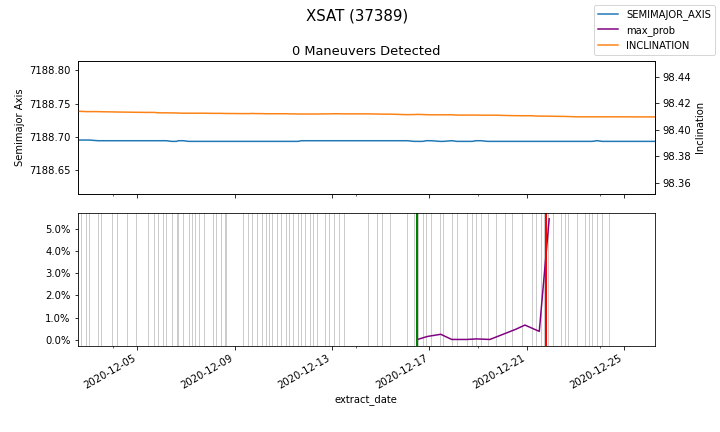 XSAT (37389)
SEMIMAJOR_AXIS
max_prob
INCLINATION
0 Maneuvers Detected
7188.80
7188.75
7188.70
7188.65
Semimajor Axis
98.44
98.42
98.40
98.38
98.36
Inclination
5.0%
4.0%
3.0%
2.0%
1.0%
0.0%
2020-12-05
2020-12-09
2020-12-13
2020-12-17
2020-12-21
2020-12-25
extract_date